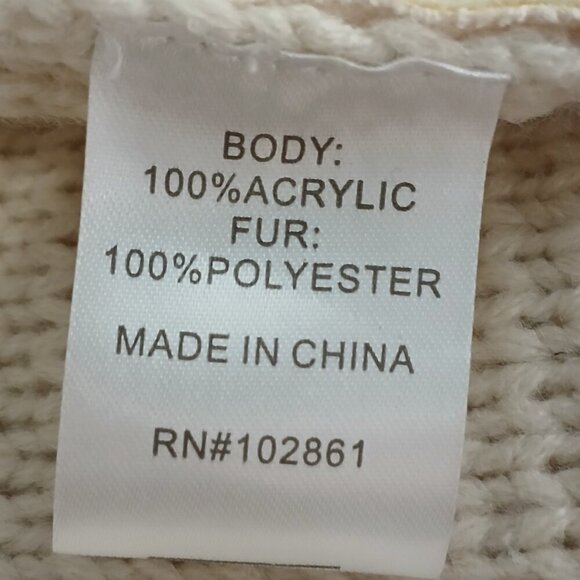 BODY:
100%ACRYLIC
FUR:
100%POLYESTER
MADE IN CHINA
RN#102861